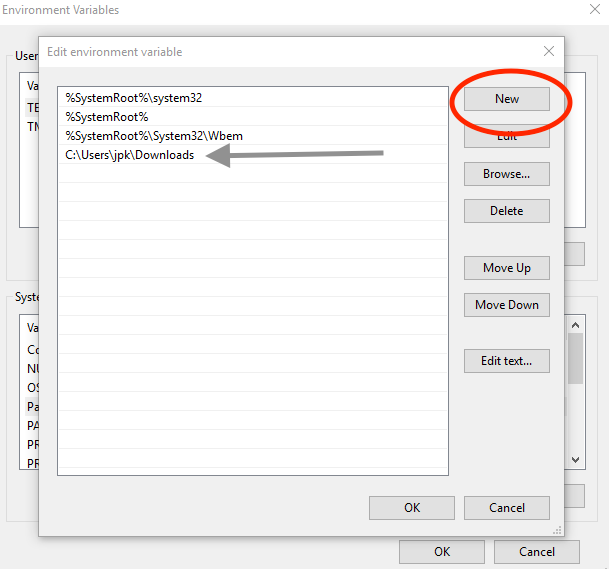 Environment Variables
User
Edit environment variable
Va
TE
TM
%SystemRoot%\system32
%SystemRoot%
%SystemRoot%\System32\Wbem
C:\Users\jpk\Downloads
New
Edit
Browse...
Delete
Move Up
Move Down
Edit text...
Syste
Va
Co
NU
OS
Pa
PA
PR
PR
OK
Cancel
OK
Cancel